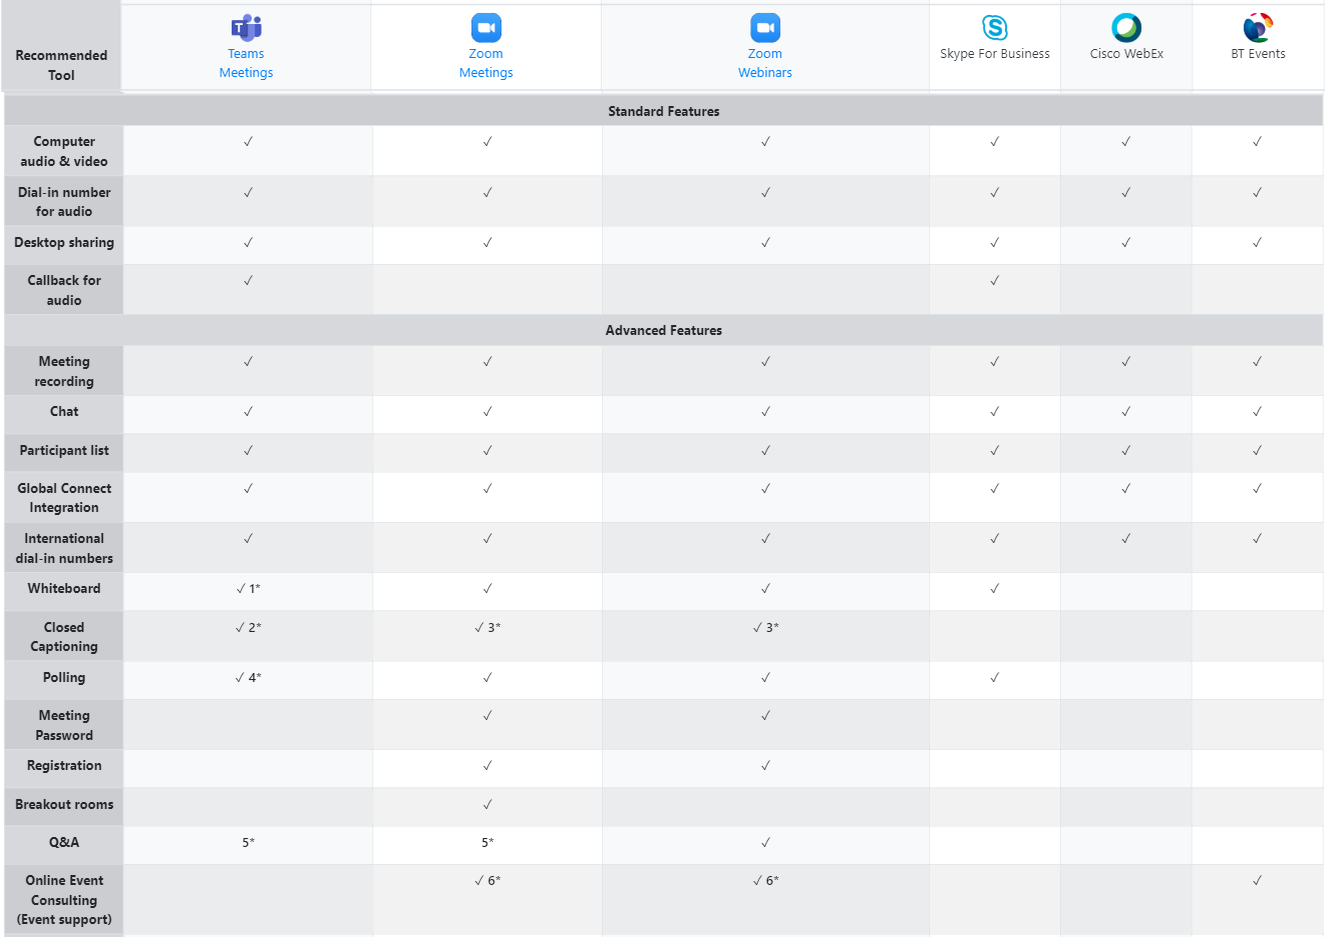 Recommended
Tool
Teams
Meetings
Zoom
Meetings
Zoom
Webinars
Skype For Business
Cisco WebEx
BT Events
Standard Features
Computer
audio & video
✓ ✓ ✓ ✓ ✓ ✓
Dial-in number
for audio
✓ ✓ ✓ ✓ ✓ ✓
Desktop sharing ✓ ✓ ✓ ✓ ✓ ✓
Callback for
audio
✓ ✓
Advanced Features
Meeting
recording
✓ ✓ ✓ ✓ ✓ ✓
Chat ✓ ✓ ✓ ✓ ✓ ✓
Participant list ✓ ✓ ✓ ✓ ✓ ✓
Global Connect
Integration
✓ ✓ ✓ ✓ ✓ ✓
International
dial-in numbers
✓ ✓ ✓ ✓ ✓ ✓
Whiteboard ✓ 1* ✓ ✓ ✓
Closed
Captioning
✓ 2* ✓ 3* ✓ 3*
Polling ✓ 4* ✓ ✓ ✓
Meeting
Password
✓ ✓
Registration ✓ ✓
Breakout rooms ✓
Q&A 5* 5* ✓
Online Event
Consulting
(Event support)
✓ 6* ✓ 6* ✓